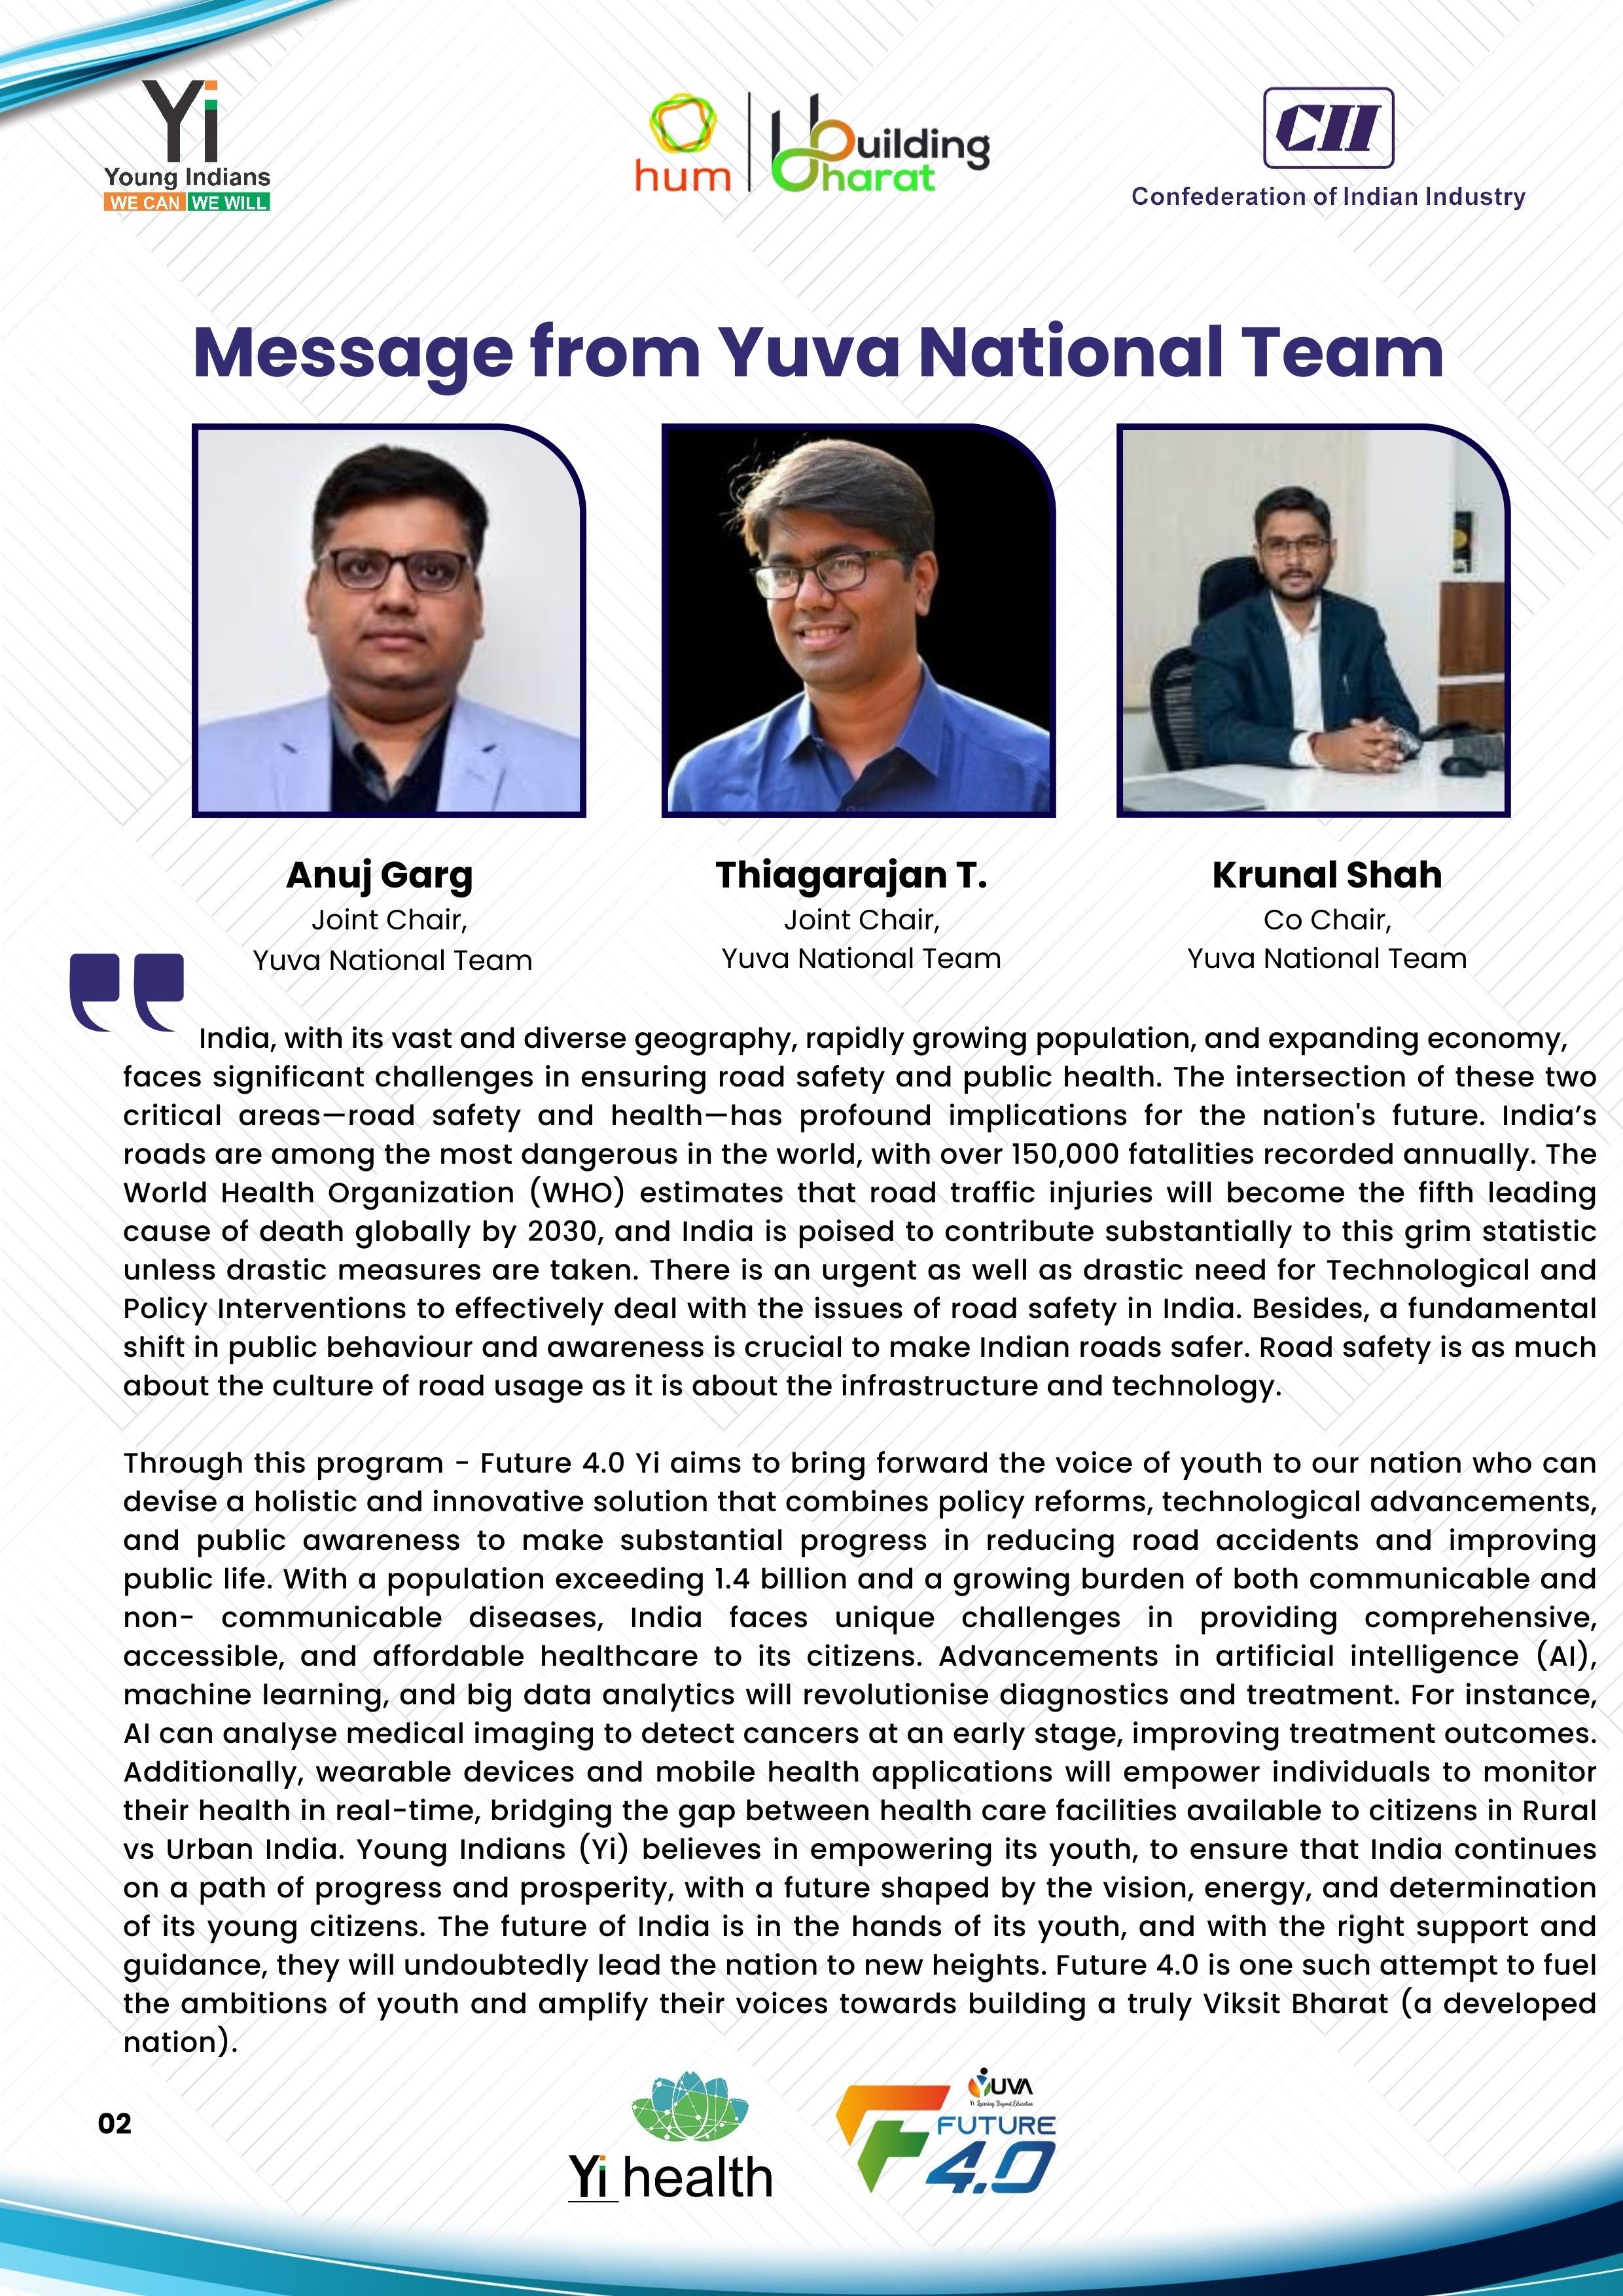 Yi
Young Indians
WE CAN WE WILL
hum
Building
Bharat
CII
Confederation of Indian Industry
Message from Yuva National Team
Anuj Garg
Joint Chair,
Yuva National Team
Thiagarajan T.
Joint Chair,
Yuva National Team
Krunal Shah
Co Chair,
Yuva National Team
India, with its vast and diverse geography, rapidly growing population, and expanding economy,
faces significant challenges in ensuring road safety and public health. The intersection of these two
critical areas—road safety and health—has profound implications for the nation's future. India’s
roads are among the most dangerous in the world, with over 150,000 fatalities recorded annually. The
World Health Organization (WHO) estimates that road traffic injuries will become the fifth leading
cause of death globally by 2030, and India is poised to contribute substantially to this grim statistic
unless drastic measures are taken. There is an urgent as well as drastic need for Technological and
Policy Interventions to effectively deal with the issues of road safety in India. Besides, a fundamental
shift in public behaviour and awareness is crucial to make Indian roads safer. Road safety is as much
about the culture of road usage as it is about the infrastructure and technology.
Through this program - Future 4.0 Yi aims to bring forward the voice of youth to our nation who can
devise a holistic and innovative solution that combines policy reforms, technological advancements,
and public awareness to make substantial progress in reducing road accidents and improving
public life. With a population exceeding 1.4 billion and a growing burden of both communicable and
non- communicable diseases, India faces unique challenges in providing comprehensive,
accessible, and affordable healthcare to its citizens. Advancements in artificial intelligence (AI),
machine learning, and big data analytics will revolutionise diagnostics and treatment. For instance,
AI can analyse medical imaging to detect cancers at an early stage, improving treatment outcomes.
Additionally, wearable devices and mobile health applications will empower individuals to monitor
their health in real-time, bridging the gap between health care facilities available to citizens in Rural
vs Urban India. Young Indians (Yi) believes in empowering its youth, to ensure that India continues
on a path of progress and prosperity, with a future shaped by the vision, energy, and determination
of its young citizens. The future of India is in the hands of its youth, and with the right support and
guidance, they will undoubtedly lead the nation to new heights. Future 4.0 is one such attempt to fuel
the ambitions of youth and amplify their voices towards building a truly Viksit Bharat (a developed
nation).
02
Yi health
YUVA
Yi Learning Beyond Education
FUTURE
4.0